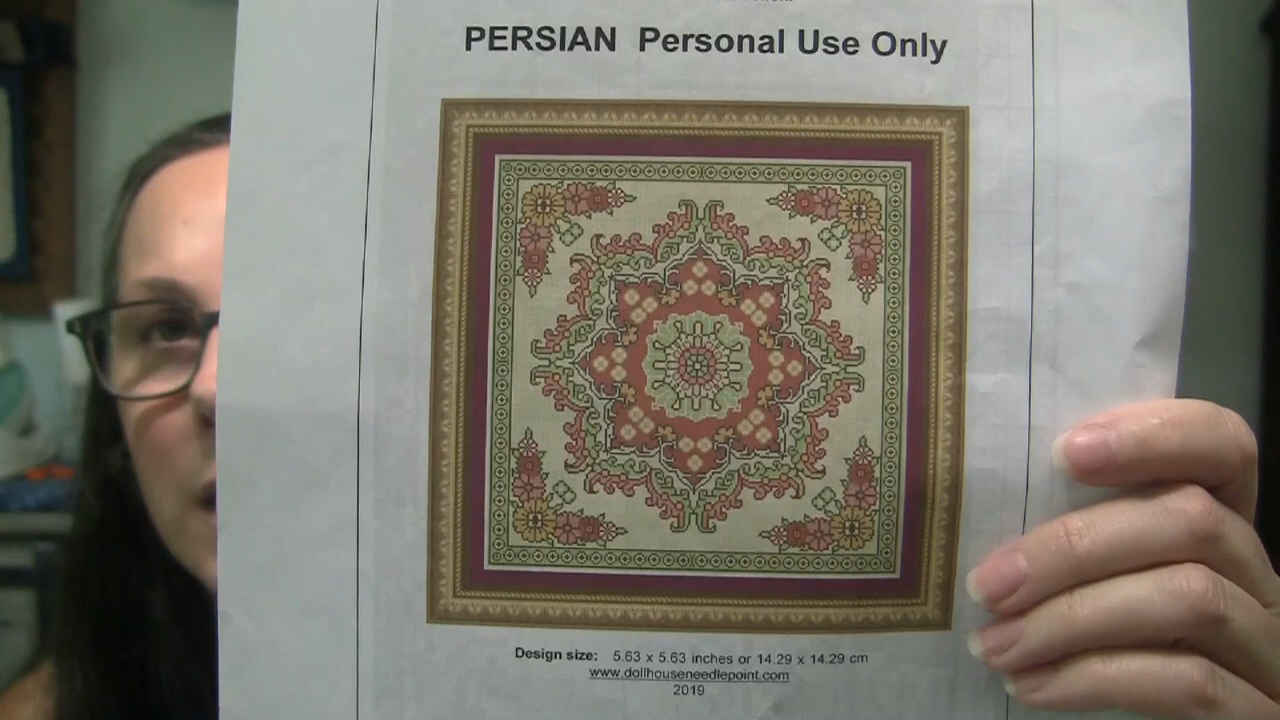 PERSIAN Personal Use Only
Design size: 5.63 x 5.63 inches or 14.29 x 14.29 cm
www.dollhouseneedlepoint.com
2019